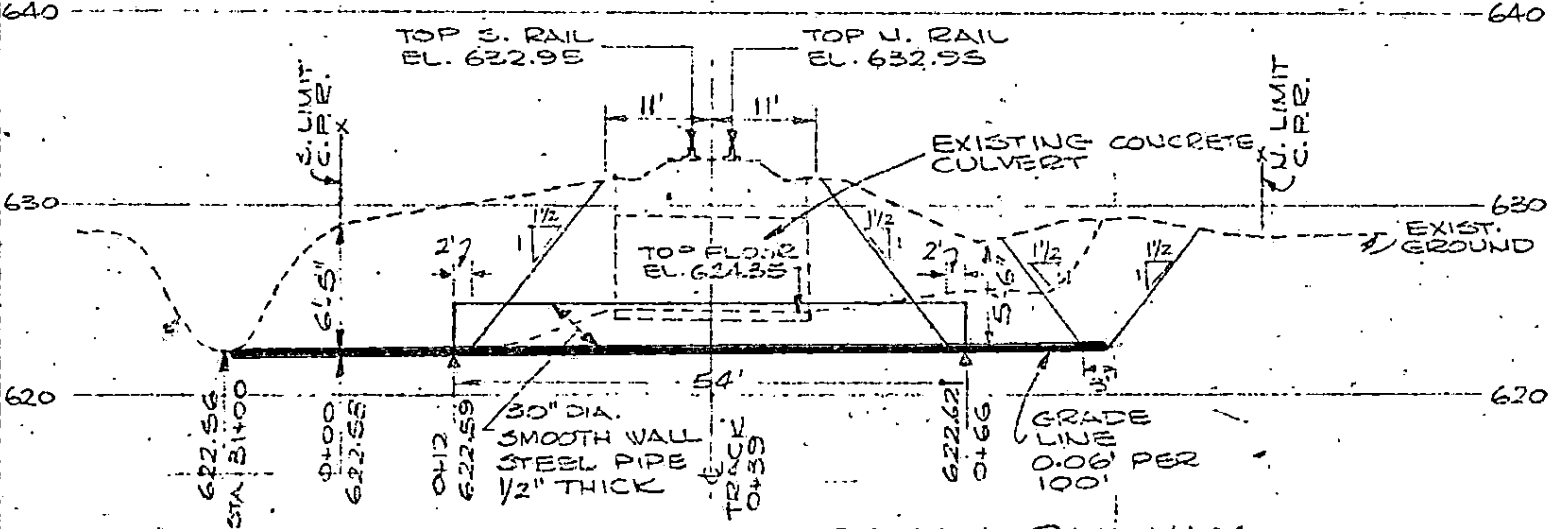 640
640
TOP S. RAIL
EL. 632.95
TOP N. RAIL
EL. 632.95
S. LIMIT
C.P.R.
11'
11'
N. LIMIT
C.P.R.
EXISTING CONCRETE
CULVERT
630
630
EXIST.
GROUND
1 1/2
1
1 1/2
1
1 1/2
1
1 1/2
1
2'
TOP FLOOR
EL. 624.35
2'
6'-5"
5'-6"
54'
620
620
622.56
STA. 31+00
0+00
622.58
0+12
622.59
30" DIA.
SMOOTH WALL
STEEL PIPE
1/2" THICK
℄
TRACK
0+39
622.62
0+66
GRADE
LINE
0.06' PER
100'